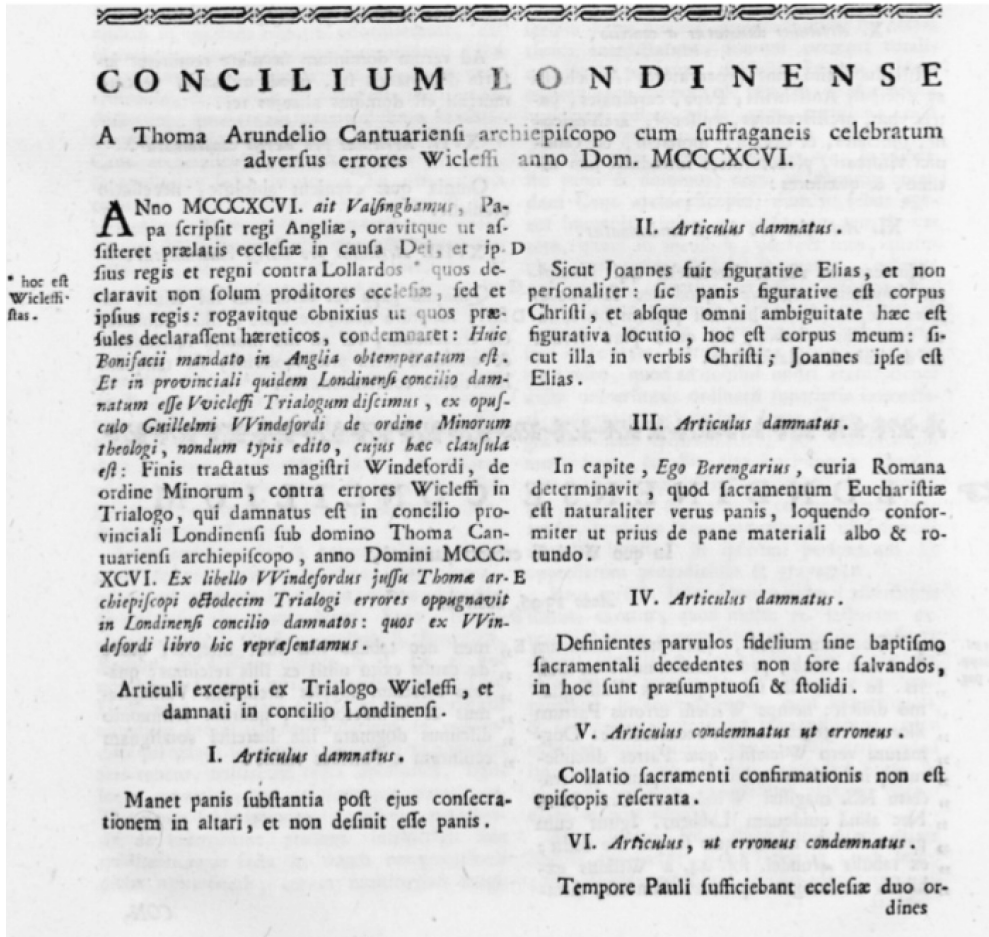 CONCILIUM LONDINENSE
A Thoma Arundelio Cantuariensi archiepiscopo cum suffraganeis celebratum
adversus errores Wicleffi anno Dom. MCCCXCVI.
ANno MCCCXCVI. ait Valsinghamus, Pa-
pa scripsit regi Angliæ, oravitque ut as-
sisteret prælatis ecclesiæ in causa Dei, et ip-
sius regis et regni contra Lollardos * quos de-
claravit non solum proditores ecclesiæ, sed et
ipsius regis: rogavitque obnixius ut quos præ-
sules declarassent hæreticos, condemnaret: Huic
Bonifacii mandato in Anglia obtemperatum est.
Et in provinciali quidem Londinensi concilio dam-
natum esse Vvicleffi Trialogum discimus, ex opus-
culo Guillelmi VVindefordi de ordine Minorum
theologi, nondum typis edito, cujus hæc clausula
est: Finis tractatus magistri Windefordi, de
ordine Minorum, contra errores Wicleffi in
Trialogo, qui damnatus est in concilio pro-
vinciali Londinensi sub domino Thoma Can-
tuariensi archiepiscopo, anno Domini MCCC.
XCVI. Ex libello VVindefordus jussu Thomæ ar-
chiepiscopi octodecim Trialogi errores oppugnavit
in Londinensi concilio damnatos: quos ex VVin-
defordi libro hic repræsentamus.
* hoc est
Wicleffi-
stas.
D
E
Articuli excerpti ex Trialogo Wicleffi, et
damnati in concilio Londinensi.
I. Articulus damnatus.
Manet panis substantia post ejus consecra-
tionem in altari, et non definit esse panis.
II. Articulus damnatus.
Sicut Joannes fuit figurative Elias, et non
personaliter: sic panis figurative est corpus
Christi, et absque omni ambiguitate hæc est
figurativa locutio, hoc est corpus meum: si-
cut illa in verbis Christi; Joannes ipse est
Elias.
III. Articulus damnatus.
In capite, Ego Berengarius, curia Romana
determinavit, quod sacramentum Eucharistiæ
est naturaliter verus panis, loquendo confor-
miter ut prius de pane materiali albo & ro-
tundo.
IV. Articulus damnatus.
Definientes parvulos fidelium sine baptismo
sacramentali decedentes non fore salvandos,
in hoc sunt præsumptuosi & stolidi.
V. Articulus condemnatus ut erroneus.
Collatio sacramenti confirmationis non est
episcopis reservata.
VI. Articulus, ut erroneus condemnatus.
Tempore Pauli sufficiebant ecclesiæ duo or-
dines